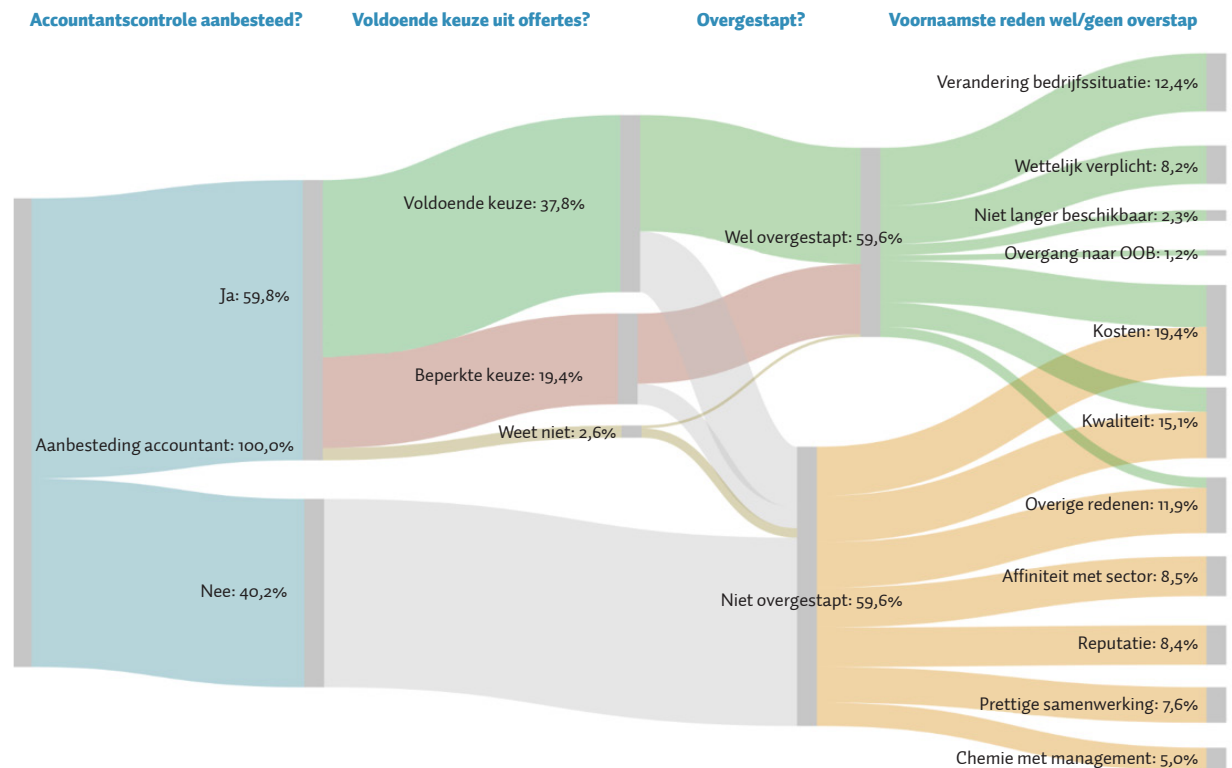 Accountantscontrole aanbesteed?
Voldoende keuze uit offertes?
Overgestapt?
Voornaamste reden wel/geen overstap
Verandering bedrijfssituatie: 12,4%
Wettelijk verplicht: 8,2%
Voldoende keuze: 37,8%
Niet langer beschikbaar: 2,3%
Wel overgestapt: 59,6%
Overgang naar OOB: 1,2%
Ja: 59,8%
Kosten: 19,4%
Beperkte keuze: 19,4%
Kwaliteit: 15,1%
Weet niet: 2,6%
Aanbesteding accountant: 100,0%
Overige redenen: 11,9%
Affiniteit met sector: 8,5%
Nee: 40,2%
Niet overgestapt: 59,6%
Reputatie: 8,4%
Prettige samenwerking: 7,6%
Chemie met management: 5,0%